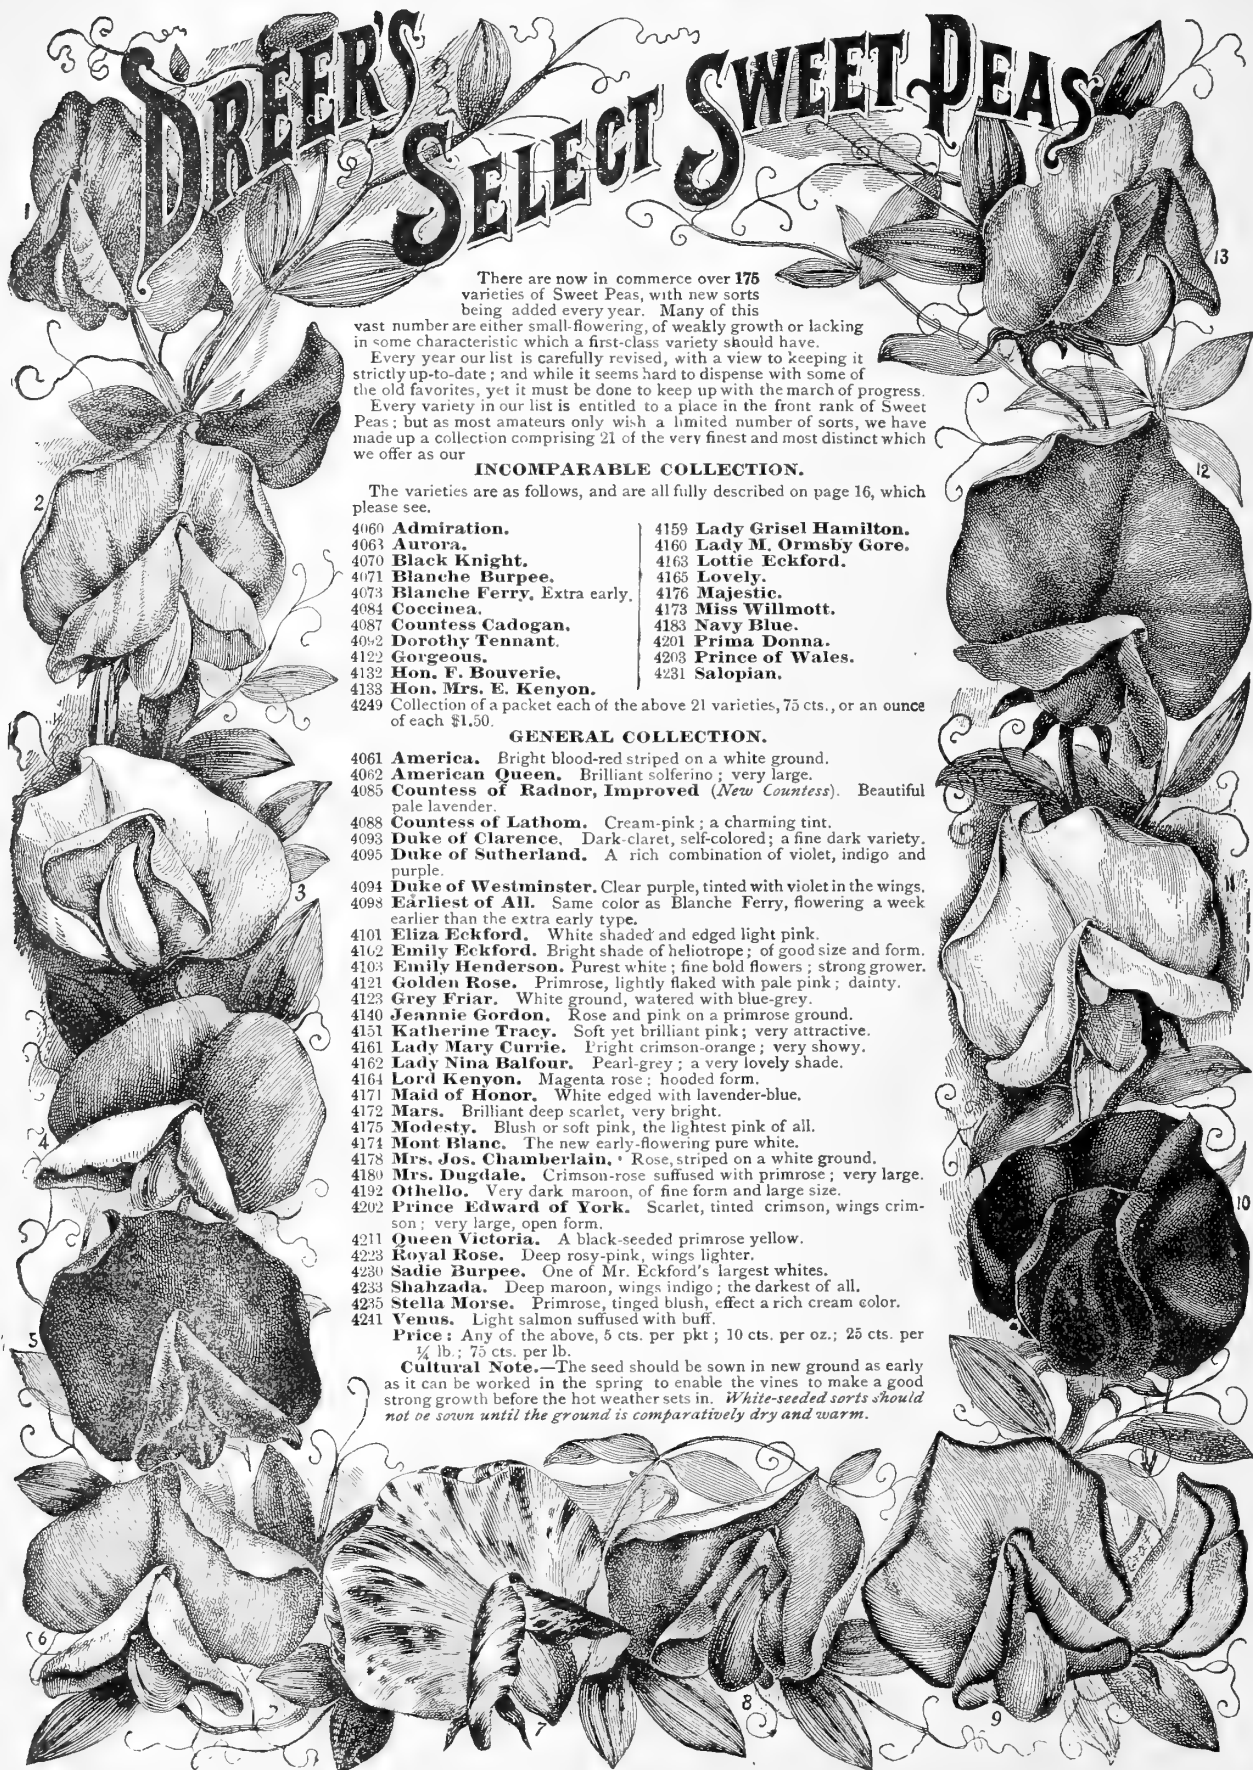 DREER'S SELECT SWEET PEAS
There are now in commerce over 175
varieties of Sweet Peas, with new sorts
being added every year. Many of this
vast number are either small-flowering, of weakly growth or lacking
in some characteristic which a first-class variety should have.
Every year our list is carefully revised, with a view to keeping it
strictly up-to-date; and while it seems hard to dispense with some of
the old favorites, yet it must be done to keep up with the march of progress.
Every variety in our list is entitled to a place in the front rank of Sweet
Peas; but as most amateurs only wish a limited number of sorts, we have
made up a collection comprising 21 of the very finest and most distinct which
we offer as our
INCOMPARABLE COLLECTION.
The varieties are as follows, and are all fully described on page 16, which
please see.
4060 Admiration.
4063 Aurora.
4070 Black Knight.
4071 Blanche Burpee.
4073 Blanche Ferry. Extra early.
4084 Coccinea.
4087 Countess Cadogan.
4092 Dorothy Tennant.
4122 Gorgeous.
4132 Hon. F. Bouverie.
4133 Hon. Mrs. E. Kenyon.
4159 Lady Grisel Hamilton.
4160 Lady M. Ormsby Gore.
4163 Lottie Eckford.
4165 Lovely.
4176 Majestic.
4173 Miss Willmott.
4183 Navy Blue.
4201 Prima Donna.
4203 Prince of Wales.
4231 Salopian.
4249 Collection of a packet each of the above 21 varieties, 75 cts., or an ounce
of each $1.50.
GENERAL COLLECTION.
4061 America. Bright blood-red striped on a white ground.
4062 American Queen. Brilliant solferino; very large.
4085 Countess of Radnor, Improved (New Countess). Beautiful
pale lavender.
4088 Countess of Lathom. Cream-pink; a charming tint.
4093 Duke of Clarence. Dark-claret, self-colored; a fine dark variety.
4095 Duke of Sutherland. A rich combination of violet, indigo and
purple.
4094 Duke of Westminster. Clear purple, tinted with violet in the wings.
4098 Earliest of All. Same color as Blanche Ferry, flowering a week
earlier than the extra early type.
4101 Eliza Eckford. White shaded and edged light pink.
4102 Emily Eckford. Bright shade of heliotrope; of good size and form.
4103 Emily Henderson. Purest white; fine bold flowers; strong grower.
4121 Golden Rose. Primrose, lightly flaked with pale pink; dainty.
4123 Grey Friar. White ground, watered with blue-grey.
4140 Jeannie Gordon. Rose and pink on a primrose ground.
4151 Katherine Tracy. Soft yet brilliant pink; very attractive.
4161 Lady Mary Currie. Bright crimson-orange; very showy.
4162 Lady Nina Balfour. Pearl-grey; a very lovely shade.
4164 Lord Kenyon. Magenta rose; hooded form.
4171 Maid of Honor. White edged with lavender-blue.
4172 Mars. Brilliant deep scarlet, very bright.
4175 Modesty. Blush or soft pink, the lightest pink of all.
4174 Mont Blanc. The new early-flowering pure white.
4178 Mrs. Jos. Chamberlain. Rose, striped on a white ground.
4180 Mrs. Dugdale. Crimson-rose suffused with primrose; very large.
4192 Othello. Very dark maroon, of fine form and large size.
4202 Prince Edward of York. Scarlet, tinted crimson, wings crim-
son; very large, open form.
4211 Queen Victoria. A black-seeded primrose yellow.
4223 Royal Rose. Deep rosy-pink, wings lighter.
4230 Sadie Burpee. One of Mr. Eckford's largest whites.
4233 Shahzada. Deep maroon, wings indigo; the darkest of all.
4235 Stella Morse. Primrose, tinged blush, effect a rich cream color.
4241 Venus. Light salmon suffused with buff.
Price: Any of the above, 5 cts. per pkt; 10 cts. per oz.; 25 cts. per
¼ lb.; 75 cts. per lb.
Cultural Note.—The seed should be sown in new ground as early
as it can be worked in the spring to enable the vines to make a good
strong growth before the hot weather sets in. White-seeded sorts should
not be sown until the ground is comparatively dry and warm.
1
2
3
4
5
6
7
8
9
10
11
12
13